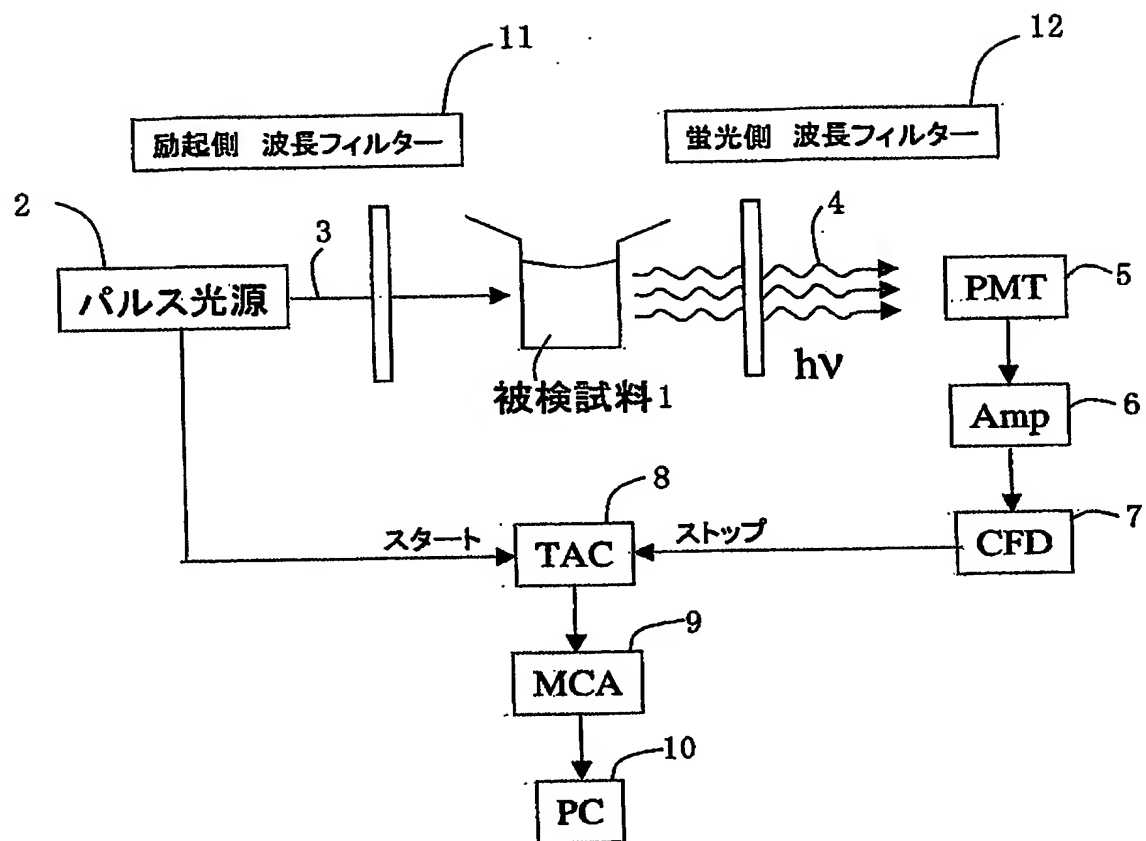 11
12
励起側 波長フィルター
蛍光側 波長フィルター
2
3
4
パルス光源
PMT
5
hν
被検試料1
Amp
6
8
7
スタート
ストップ
TAC
CFD
9
MCA
10
PC